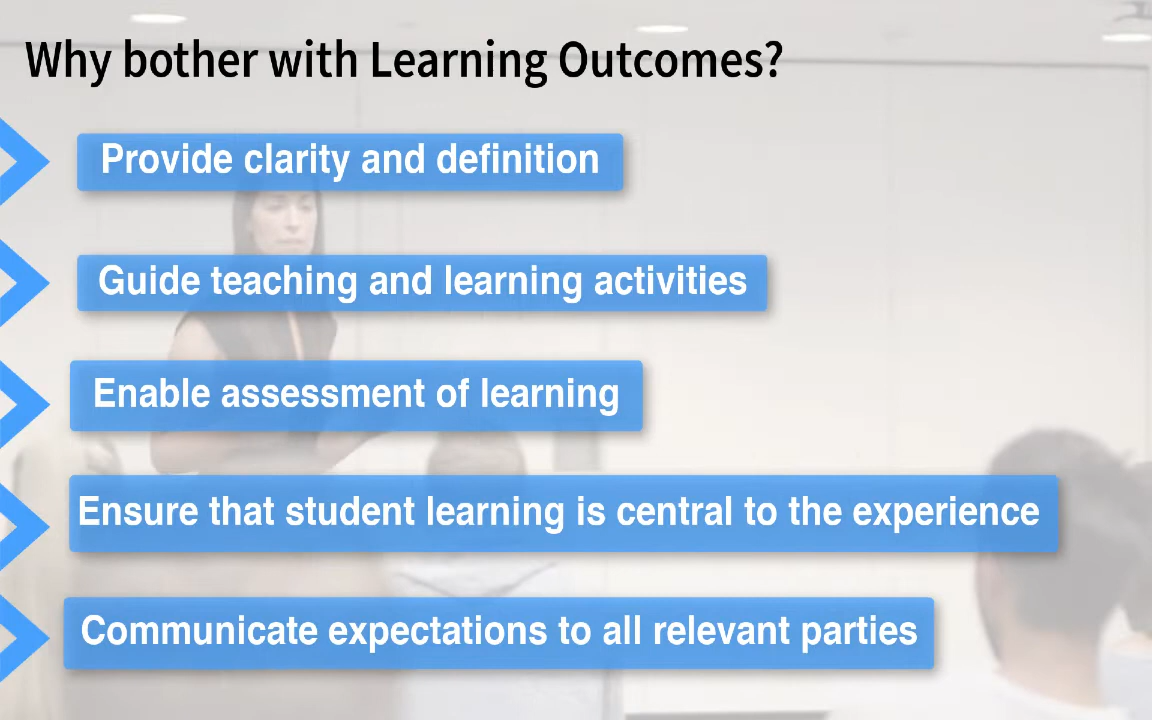 Why bother with Learning Outcomes?
Provide clarity and definition
Guide teaching and learning activities
Enable assessment of learning
Ensure that student learning is central to the experience
Communicate expectations to all relevant parties